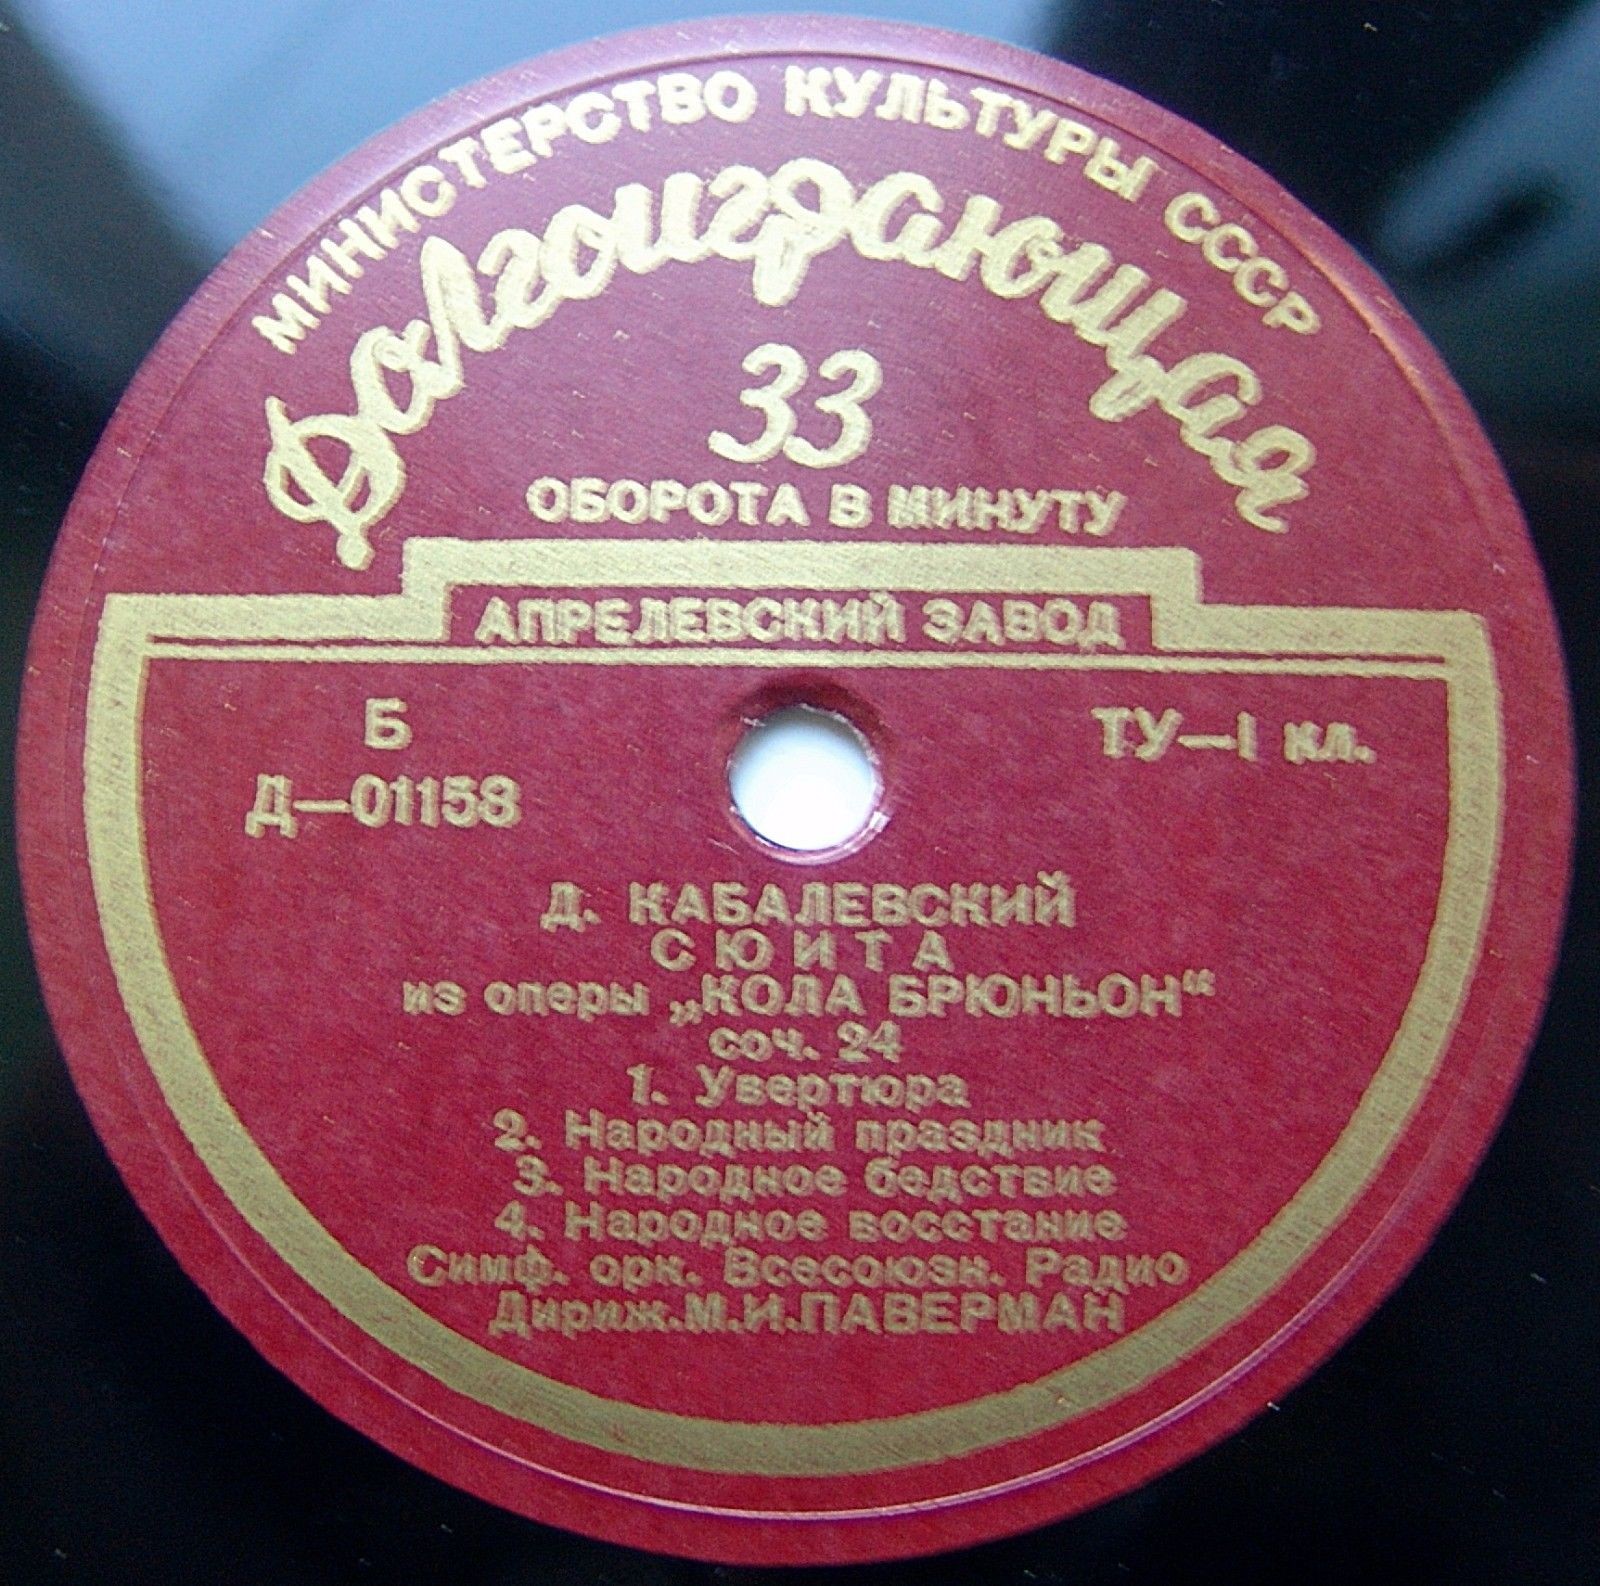 МИНИСТЕРСТВО КУЛЬТУРЫ СССР
Долгоиграющая
33
ОБОРОТА В МИНУТУ
АПРЕЛЕВСКИЙ ЗАВОД
Б
ТУ—I кл.
Д—01158
Д. КАБАЛЕВСКИЙ
СЮИТА
из оперы „КОЛА БРЮНЬОН“
соч. 24
1. Увертюра
2. Народный праздник
3. Народное бедствие
4. Народное восстание
Симф. орк. Всесоюзн. Радио
Дириж.М.И.ПАВЕРМАН